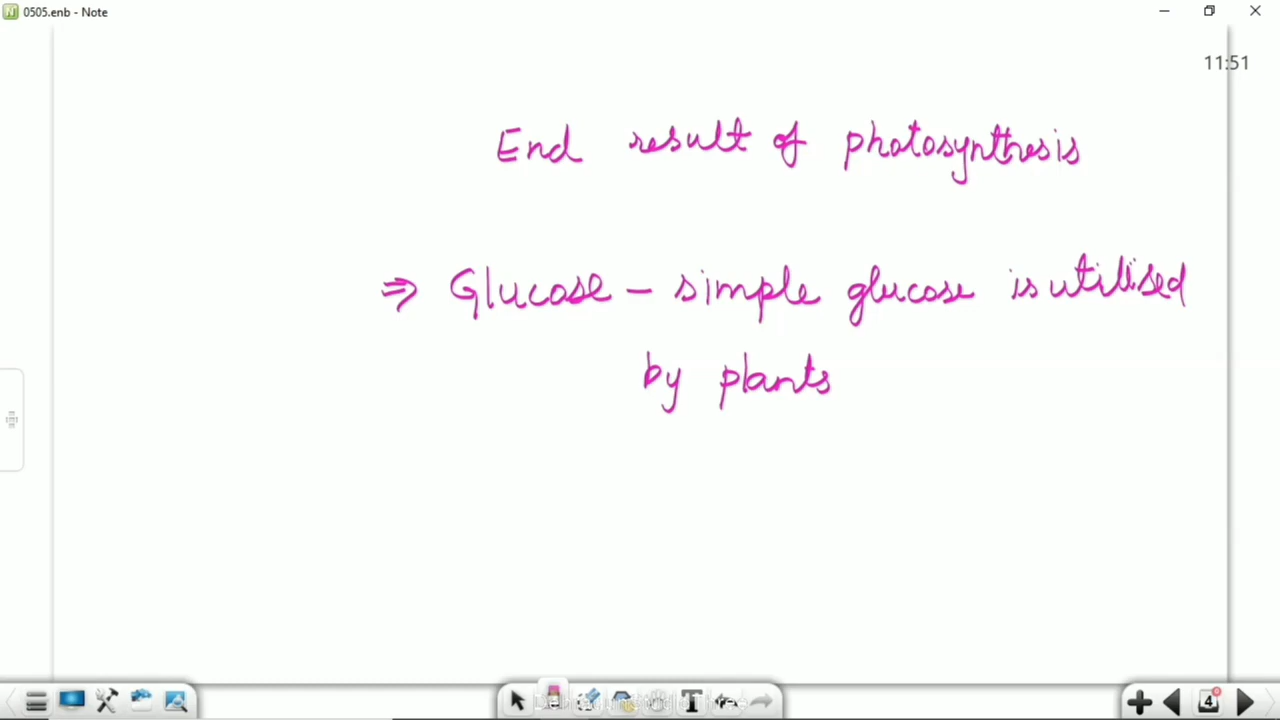 0505.enb - Note
11:51
End result of photosynthesis
⇒ Glucose – simple glucose is utilised
by plants
T
4